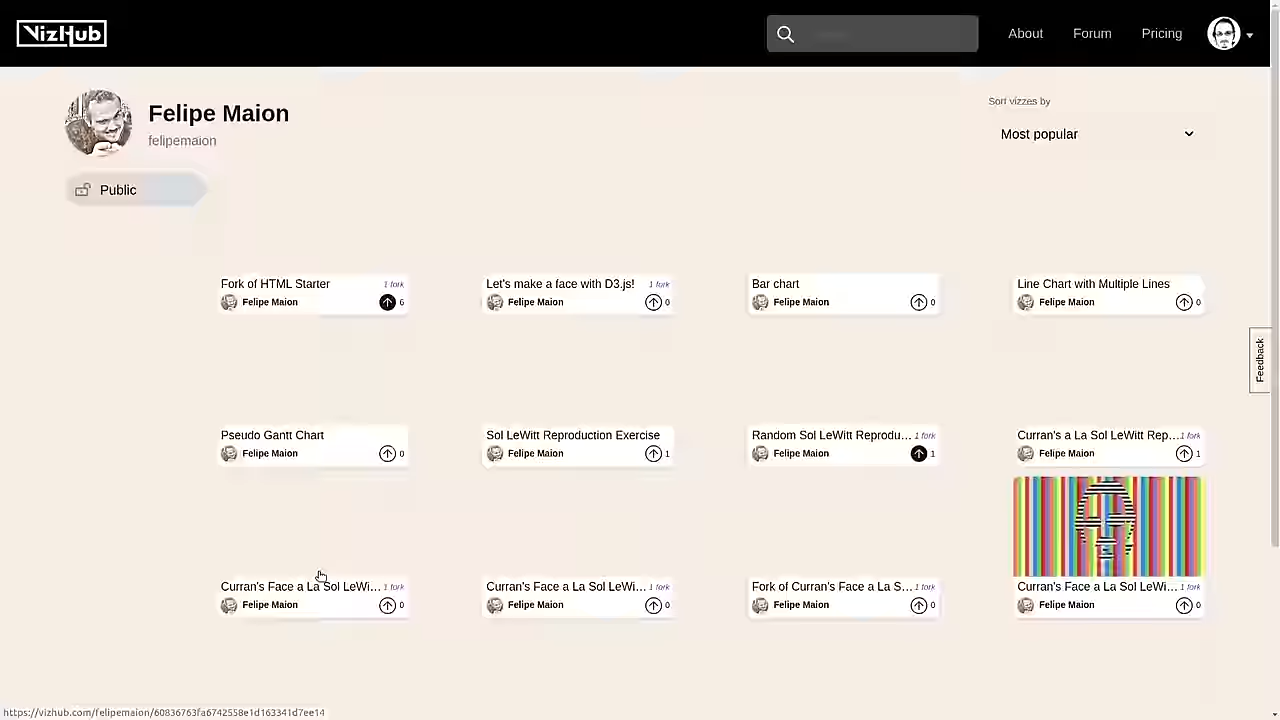 VizHub
About
Forum
Pricing
Felipe Maion
felipemaion
Sort vizzes by
Most popular
Public
Fork of HTML Starter
1 fork
Felipe Maion
6
Let's make a face with D3.js!
1 fork
Felipe Maion
0
Bar chart
Felipe Maion
0
Line Chart with Multiple Lines
Felipe Maion
0
Feedback
Pseudo Gantt Chart
Felipe Maion
0
Sol LeWitt Reproduction Exercise
Felipe Maion
1
Random Sol LeWitt Reprodu...
1 fork
Felipe Maion
1
Curran's a La Sol LeWitt Rep...
1 fork
Felipe Maion
1
Curran's Face a La Sol LeWi...
1 fork
Felipe Maion
0
Curran's Face a La Sol LeWi...
1 fork
Felipe Maion
0
Fork of Curran's Face a La S...
1 fork
Felipe Maion
0
Curran's Face a La Sol LeWi...
1 fork
Felipe Maion
0
https://vizhub.com/felipemaion/60836763fa6742558e1d163341d7ee14